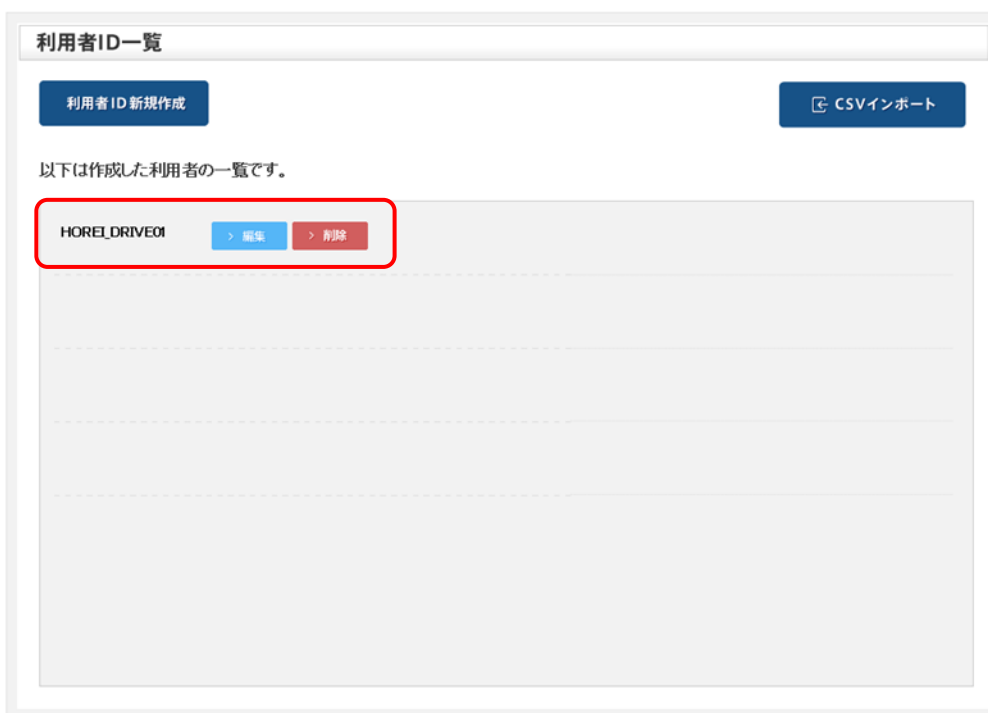 利用者ID一覧
利用者ID新規作成
CSVインポート
以下は作成した利用者の一覧です。
HOREI_DRIVE01 > 編集 > 削除